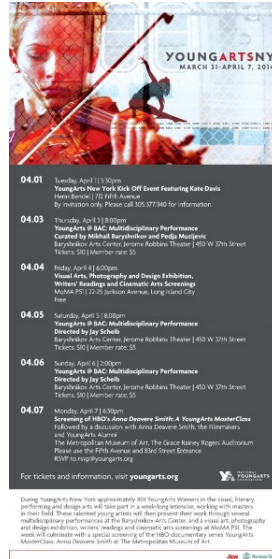 YOUNGARTSNY
MARCH 31-APRIL 7, 2014
04.01 Tuesday, April 1 | 5:30pm
YoungArts New York Kick Off Event Featuring Kate Davis
Henri Bendel | 712 Fifth Avenue
By invitation only. Please call 305.377.1140 for information.
04.03 Thursday, April 3 | 8:00pm
YoungArts @ BAC: Multidisciplinary Performance
Curated by Mikhail Baryshnikov and Pedja Muzijevic
Baryshnikov Arts Center, Jerome Robbins Theater | 450 W 37th Street
Tickets: $10 | Member rate: $5
04.04 Friday, April 4 | 6:00pm
Visual Arts, Photography and Design Exhibition,
Writers' Readings and Cinematic Arts Screenings
MoMA PS1 | 22-25 Jackson Avenue, Long Island City
Free
04.05 Saturday, April 5 | 8:00pm
YoungArts @ BAC: Multidisciplinary Performance
Directed by Jay Scheib
Baryshnikov Arts Center, Jerome Robbins Theater | 450 W 37th Street
Tickets: $10 | Member rate: $5
04.06 Sunday, April 6 | 2:00pm
YoungArts @ BAC: Multidisciplinary Performance
Directed by Jay Scheib
Baryshnikov Arts Center, Jerome Robbins Theater | 450 W 37th Street
Tickets: $10 | Member rate: $5
04.07 Monday, April 7 | 6:30pm
Screening of HBO's Anna Deavere Smith: A YoungArts MasterClass
Followed by a discussion with Anna Deavere Smith, the filmmakers
and YoungArts Alumni
The Metropolitan Museum of Art, The Grace Rainey Rogers Auditorium
Please use the Fifth Avenue and 83rd Street Entrance
RSVP to rsvp@youngarts.org
For tickets and information, visit youngarts.org
NATIONAL
YOUNGARTS
FOUNDATION
During YoungArts New York approximately XXX YoungArts Winners in the visual, literary,
performing and design arts will take part in a week-long intensive, working with masters
in their field. These talented young artists will then present their work through several
multidisciplinary performances at the Baryshnikov Arts Center, and a visual art, photography
and design exhibition, writers' readings and cinematic arts screenings at MoMA PS1. The
week will culminate with a special screening of the HBO documentary series YoungArts
MasterClass: Anna Deavere Smith at The Metropolitan Museum of Art.